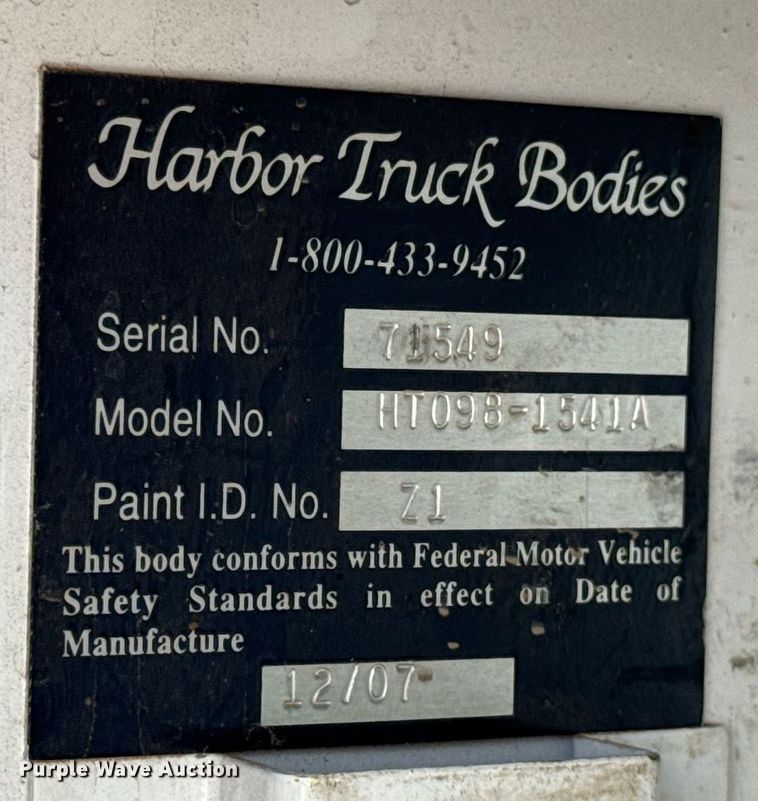 Harbor Truck Bodies
1-800-433-9452
Serial No. 71549
Model No. HT098-1541A
Paint I.D. No. Z1
This body conforms with Federal Motor Vehicle
Safety Standards in effect on Date of
Manufacture
12/07
Purple Wave Auction